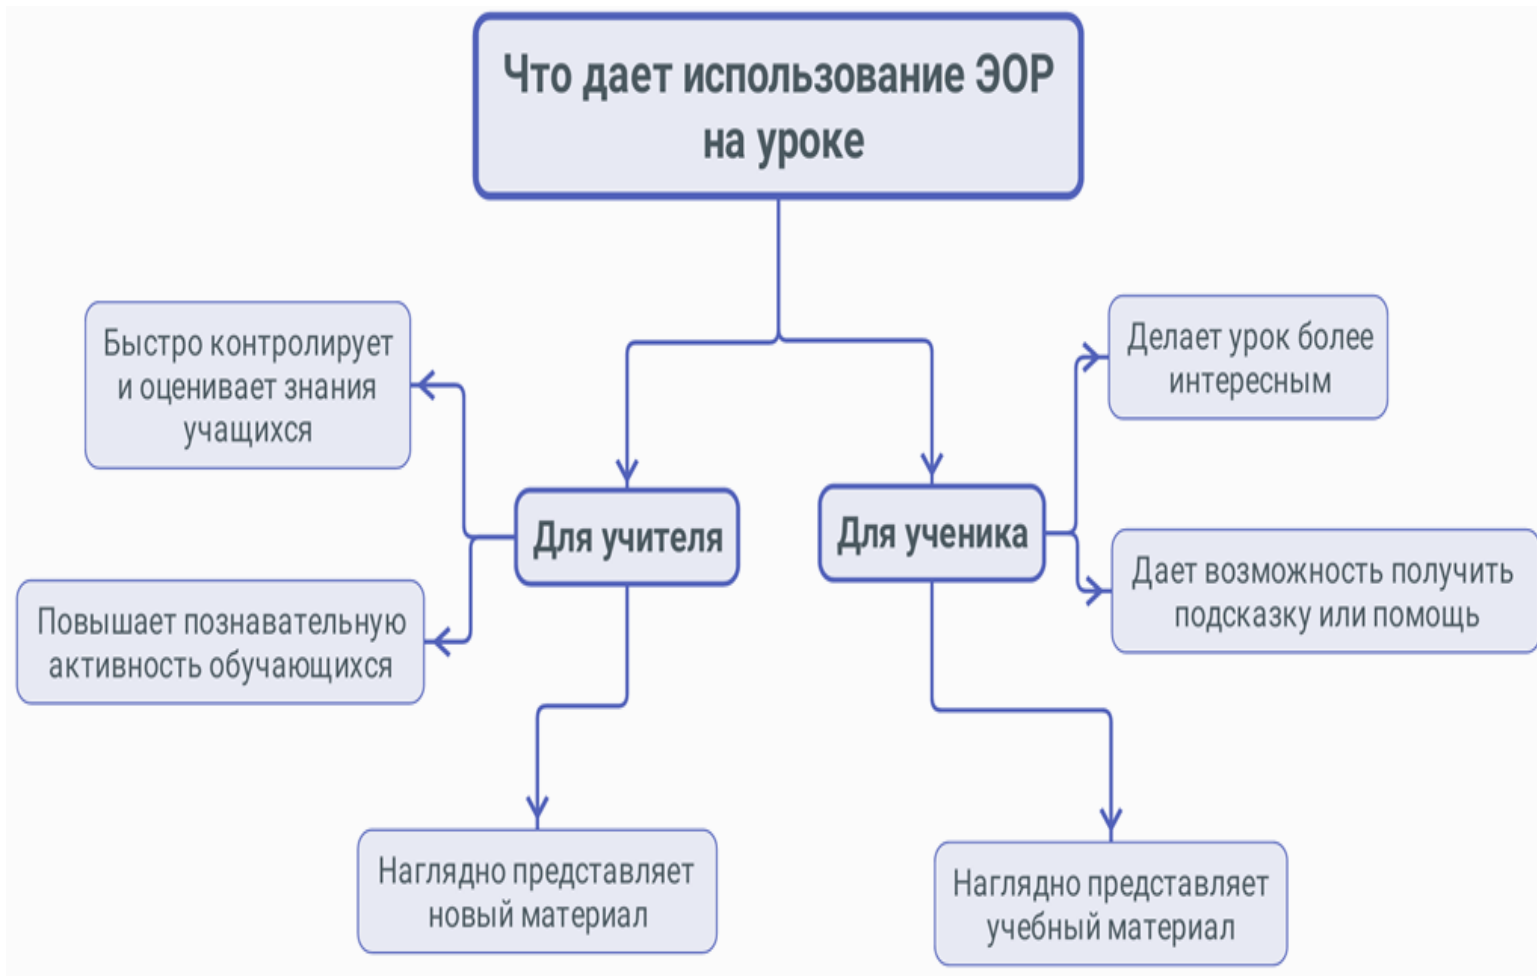 Что дает использование ЭОР
на уроке
Быстро контролирует
и оценивает знания
учащихся
Делает урок более
интересным
Для учителя
Для ученика
Повышает познавательную
активность обучающихся
Дает возможность получить
подсказку или помощь
Наглядно представляет
новый материал
Наглядно представляет
учебный материал